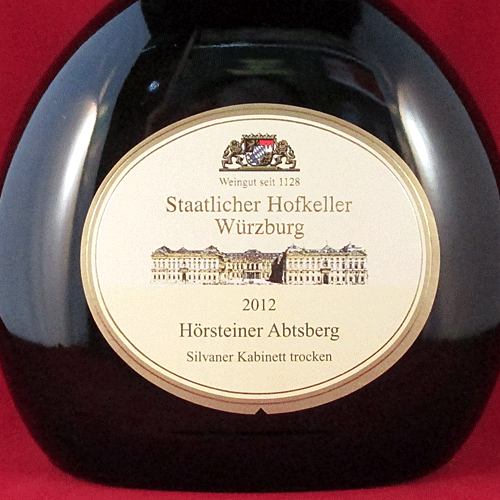 Weingut seit 1128
Staatlicher Hofkeller
Würzburg
2012
Hörsteiner Abtsberg
Silvaner Kabinett trocken